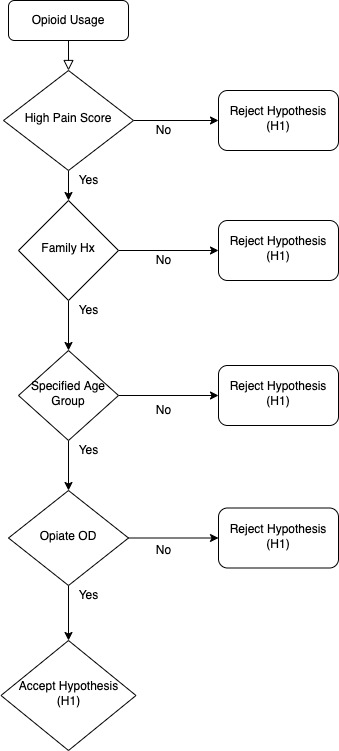 Opioid Usage
High Pain Score
No
Reject Hypothesis
(H1)
Yes
Family Hx
No
Reject Hypothesis
(H1)
Yes
Specified Age
Group
No
Reject Hypothesis
(H1)
Yes
Opiate OD
No
Reject Hypothesis
(H1)
Yes
Accept Hypothesis
(H1)